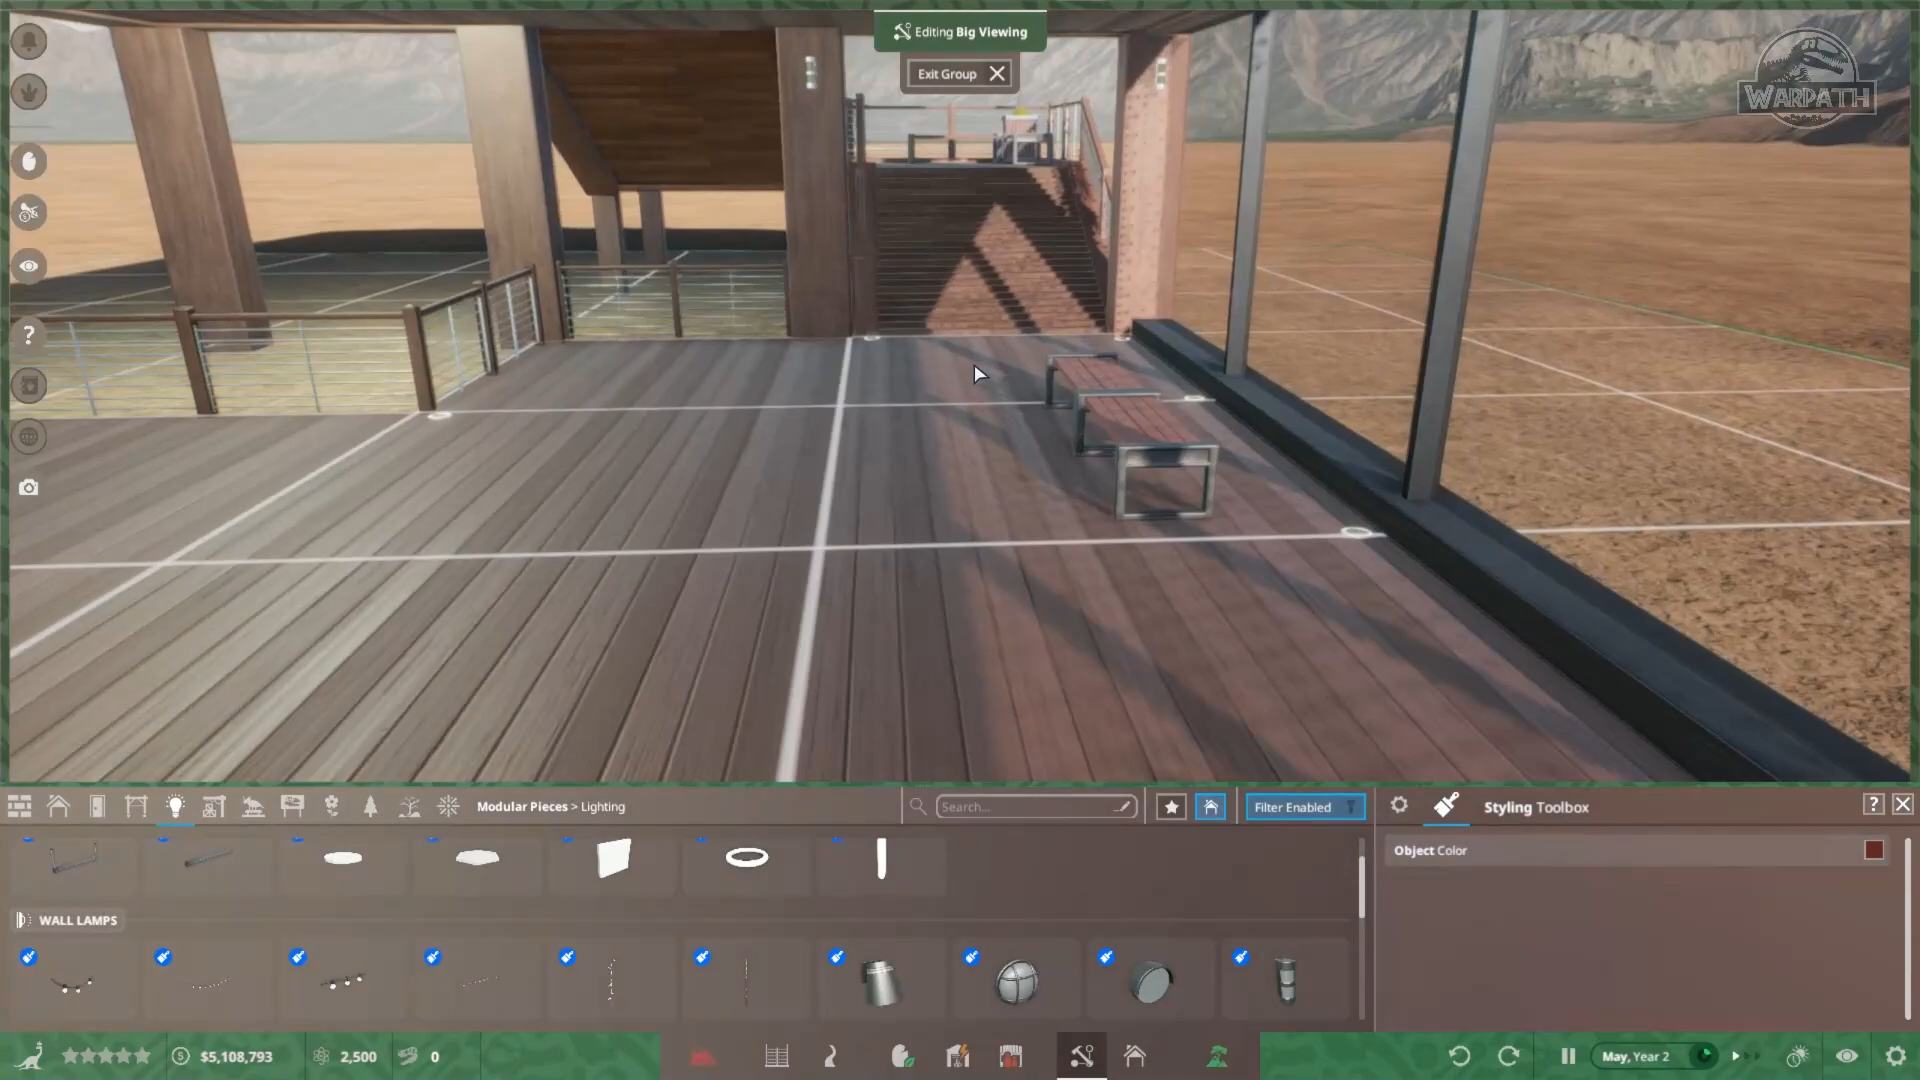 Editing Big Viewing
Exit Group
WARPATH
?
Modular Pieces > Lighting
Search...
Filter Enabled
Styling Toolbox
?
Object Color
WALL LAMPS
$5,108,793
2,500
0
May, Year 2